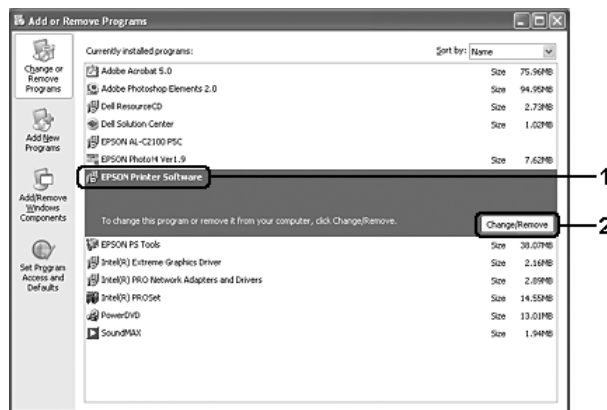 Add or Remove Programs
Change or
Remove
Programs
Add New
Programs
Add/Remove
Windows
Components
Set Program
Access and
Defaults
Currently installed programs:
Sort by: Name
Adobe Acrobat 5.0 Size 75.96MB
Adobe Photoshop Elements 2.0 Size 94.95MB
Dell ResourceCD Size 2.73MB
Dell Solution Center Size 1.02MB
EPSON AL-C2100 PSC
EPSON Photo!4 Ver1.9 Size 7.62MB
EPSON Printer Software 1
To change this program or remove it from your computer, click Change/Remove. Change/Remove 2
EPSON PS Tools Size 38.07MB
Intel(R) Extreme Graphics Driver Size 2.16MB
Intel(R) PRO Network Adapters and Drivers Size 2.89MB
Intel(R) PROSet Size 14.55MB
PowerDVD Size 13.01MB
SoundMAX Size 1.94MB